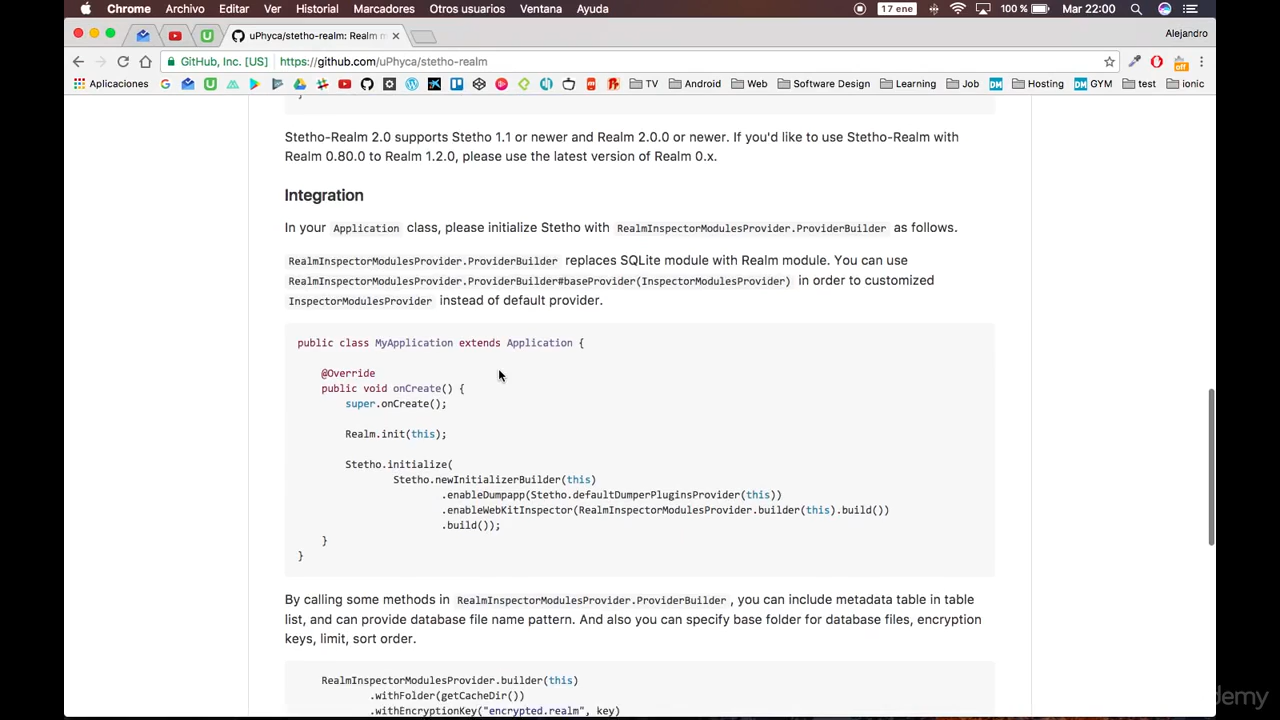 Chrome Archivo Editar Ver Historial Marcadores Otros usuarios Ventana Ayuda 17 ene 100 % Mar 22:00
uPhyca/stetho-realm: Realm m Alejandro
GitHub, Inc. [US] https://github.com/uPhyca/stetho-realm
Aplicaciones TV Android Web Software Design Learning Job Hosting GYM test ionic
}
Stetho-Realm 2.0 supports Stetho 1.1 or newer and Realm 2.0.0 or newer. If you'd like to use Stetho-Realm with
Realm 0.80.0 to Realm 1.2.0, please use the latest version of Realm 0.x.
Integration
In your Application class, please initialize Stetho with RealmInspectorModulesProvider.ProviderBuilder as follows.
RealmInspectorModulesProvider.ProviderBuilder replaces SQLite module with Realm module. You can use
RealmInspectorModulesProvider.ProviderBuilder#baseProvider(InspectorModulesProvider) in order to customized
InspectorModulesProvider instead of default provider.
public class MyApplication extends Application {
@Override
public void onCreate() {
super.onCreate();
Realm.init(this);
Stetho.initialize(
Stetho.newInitializerBuilder(this)
.enableDumpapp(Stetho.defaultDumperPluginsProvider(this))
.enableWebKitInspector(RealmInspectorModulesProvider.builder(this).build())
.build());
}
}
By calling some methods in RealmInspectorModulesProvider.ProviderBuilder , you can include metadata table in table
list, and can provide database file name pattern. And also you can specify base folder for database files, encryption
keys, limit, sort order.
RealmInspectorModulesProvider.builder(this)
.withFolder(getCacheDir())
.withEncryptionKey("encrypted.realm", key)